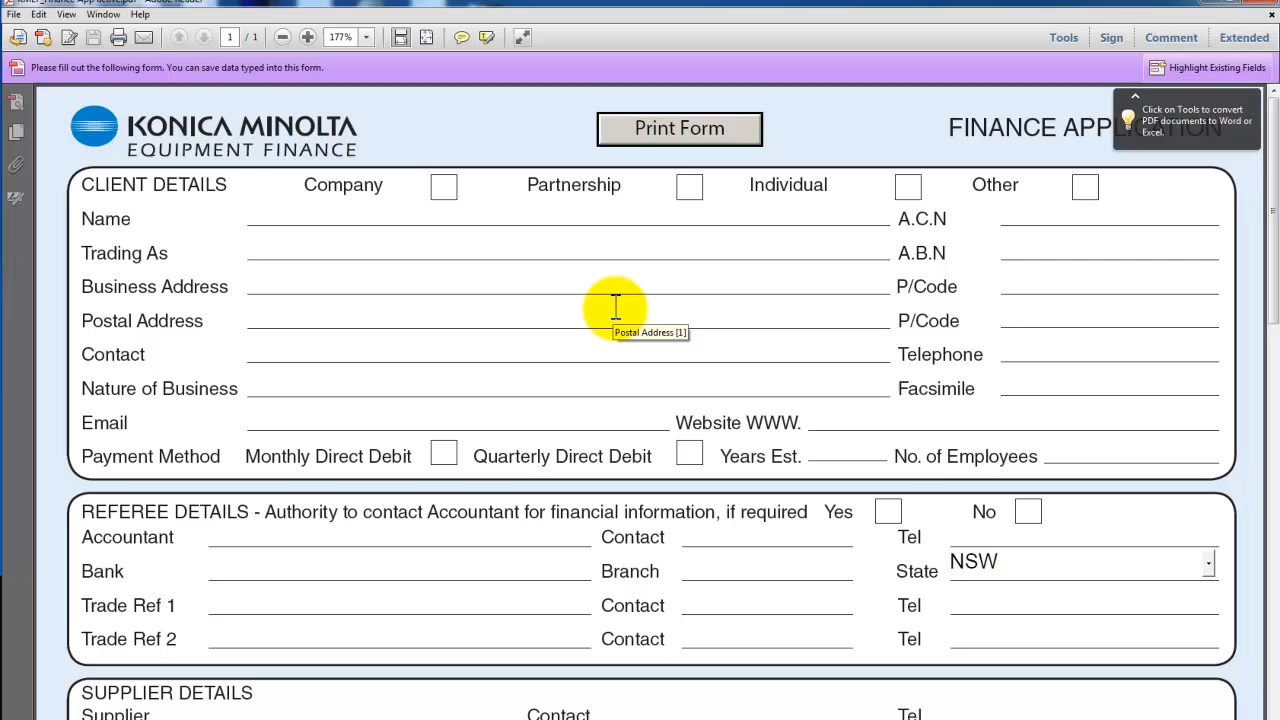 File Edit View Window Help
1 / 1 177% Tools Sign Comment Extended
Please fill out the following form. You can save data typed into this form. Highlight Existing Fields
Click on Tools to convert
PDF documents to Word or
Excel.
KONICA MINOLTA
EQUIPMENT FINANCE
Print Form
FINANCE APPLICATION
CLIENT DETAILS Company Partnership Individual Other
Name A.C.N
Trading As A.B.N
Business Address P/Code
Postal Address P/Code
Postal Address [1]
Contact Telephone
Nature of Business Facsimile
Email Website WWW.
Payment Method Monthly Direct Debit Quarterly Direct Debit Years Est. No. of Employees
REFEREE DETAILS - Authority to contact Accountant for financial information, if required Yes No
Accountant Contact Tel
Bank Branch State NSW
Trade Ref 1 Contact Tel
Trade Ref 2 Contact Tel
SUPPLIER DETAILS
Supplier Contact Tel